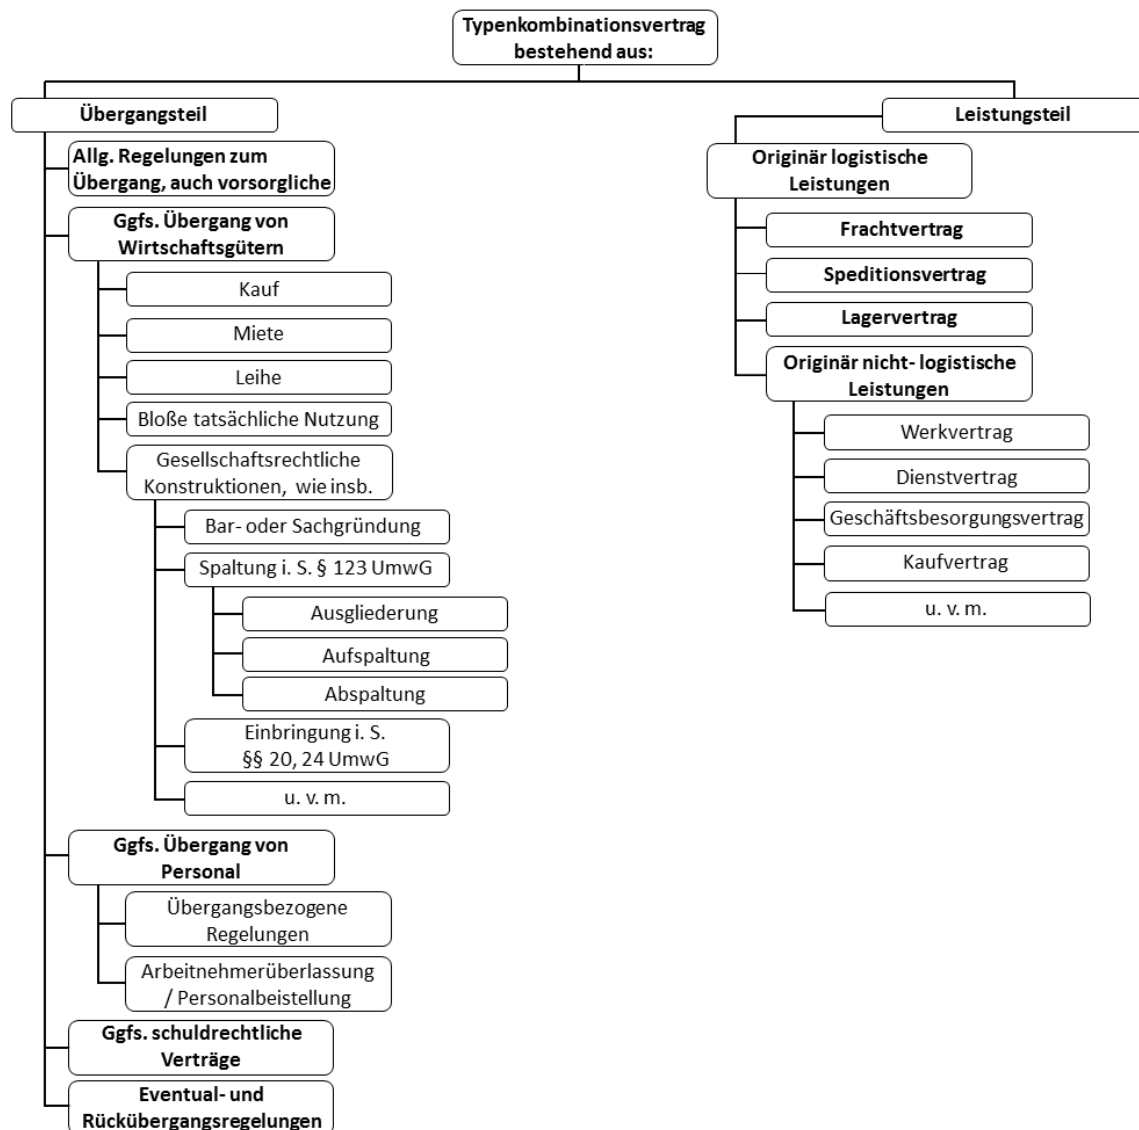 Typenkombinationsvertrag
bestehend aus:
Übergangsteil
Allg. Regelungen zum
Übergang, auch vorsorgliche
Ggfs. Übergang von
Wirtschaftsgütern
Kauf
Miete
Leihe
Bloße tatsächliche Nutzung
Gesellschaftsrechtliche
Konstruktionen, wie insb.
Bar- oder Sachgründung
Spaltung i. S. § 123 UmwG
Ausgliederung
Aufspaltung
Abspaltung
Einbringung i. S.
§§ 20, 24 UmwG
u. v. m.
Ggfs. Übergang von
Personal
Übergangsbezogene
Regelungen
Arbeitnehmerüberlassung
/ Personalbeistellung
Ggfs. schuldrechtliche
Verträge
Eventual- und
Rückübergangsregelungen
Leistungsteil
Originär logistische
Leistungen
Frachtvertrag
Speditionsvertrag
Lagervertrag
Originär nicht- logistische
Leistungen
Werkvertrag
Dienstvertrag
Geschäftsbesorgungsvertrag
Kaufvertrag
u. v. m.